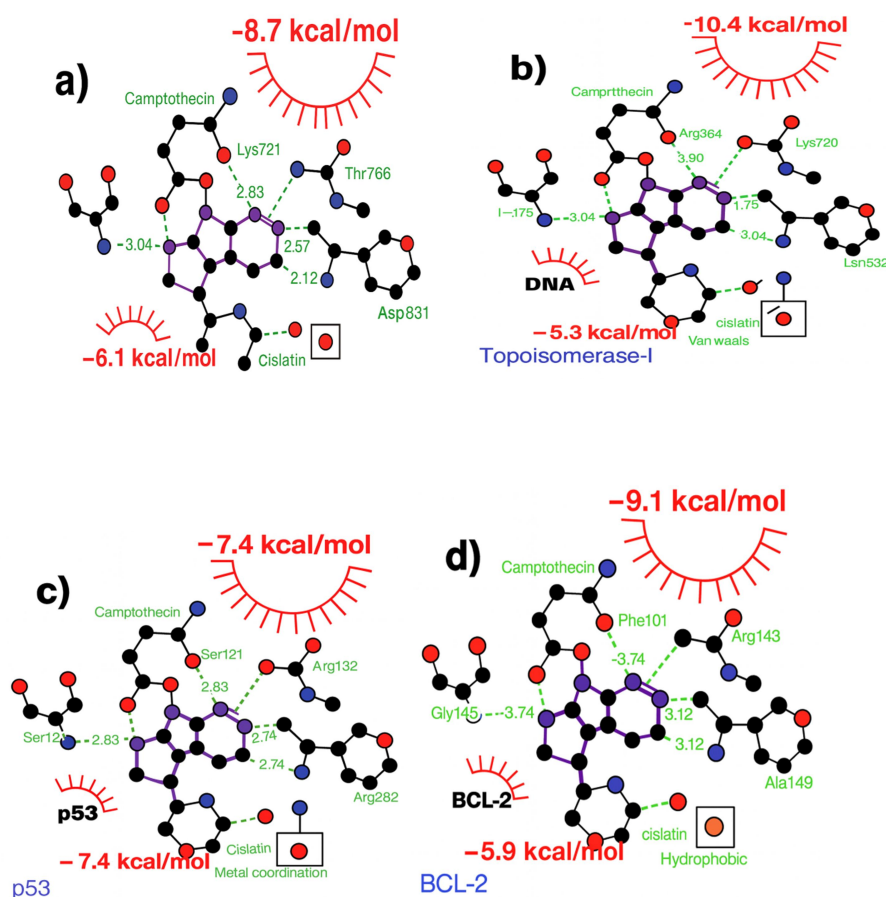 -8.7 kcal/mol
a)
Camptothecin
Lys721
2.83
Thr766
3.04
2.57
2.12
Asp831
-6.1 kcal/mol
Cislatin
-10.4 kcal/mol
b)
Camprtthecin
Arg364
3.90
Lys720
I–.175
3.04
1.75
3.04
Lsn532
DNA
cislatin
-5.3 kcal/mol
Van waals
Topoisomerase-I
-7.4 kcal/mol
c)
Camptothecin
Ser121
Arg132
2.83
Ser121
2.83
2.74
2.74
Arg282
p53
Cislatin
-7.4 kcal/mol
Metal coordination
p53
-9.1 kcal/mol
d)
Camptothecin
Phe101
Arg143
-3.74
Gly145
-3.74
3.12
3.12
Ala149
BCL-2
cislatin
-5.9 kcal/mol
Hydrophobic
BCL-2